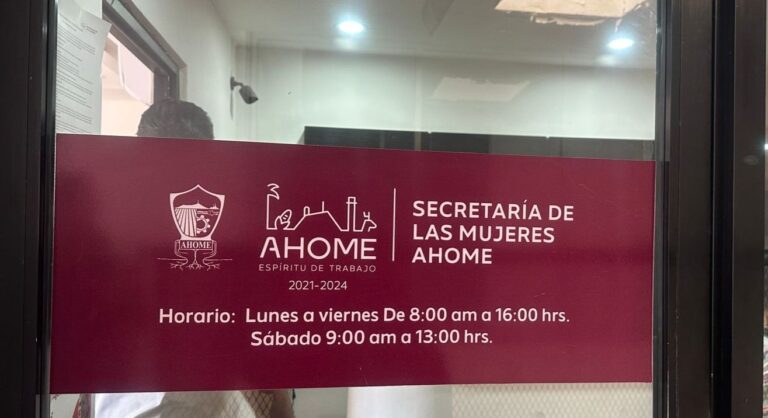 AHOME
AHOME
ESPÍRITU DE TRABAJO
2021-2024
SECRETARÍA DE
LAS MUJERES
AHOME
Horario: Lunes a viernes De 8:00 am a 16:00 hrs.
Sábado 9:00 am a 13:00 hrs.